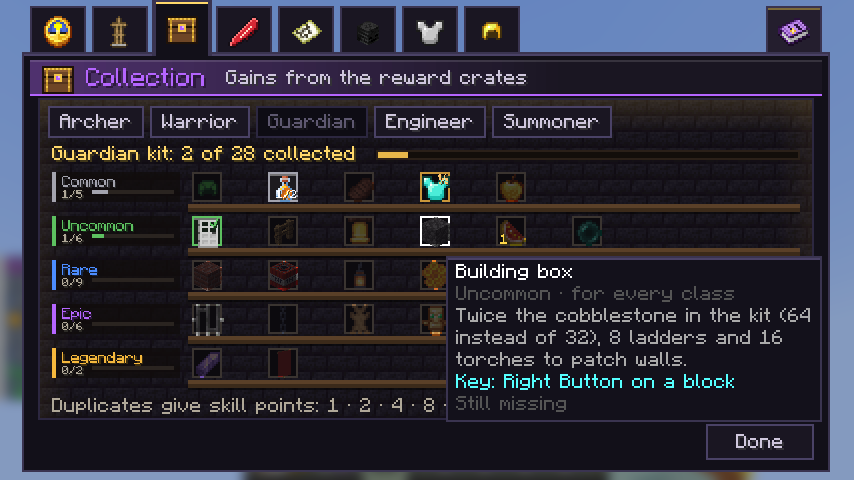 Collection Gains from the reward crates
Archer Warrior Guardian Engineer Summoner
Guardian kit: 2 of 28 collected
Common
1/5
Uncommon
1/6
1
Rare
0/9
Building box
Uncommon · for every class
Twice the cobblestone in the kit (64
instead of 32), 8 ladders and 16
torches to patch walls.
Key: Right Button on a block
Still missing
Epic
0/6
Legendary
0/2
Duplicates give skill points: 1 · 2 · 4 · 8 ·
Done